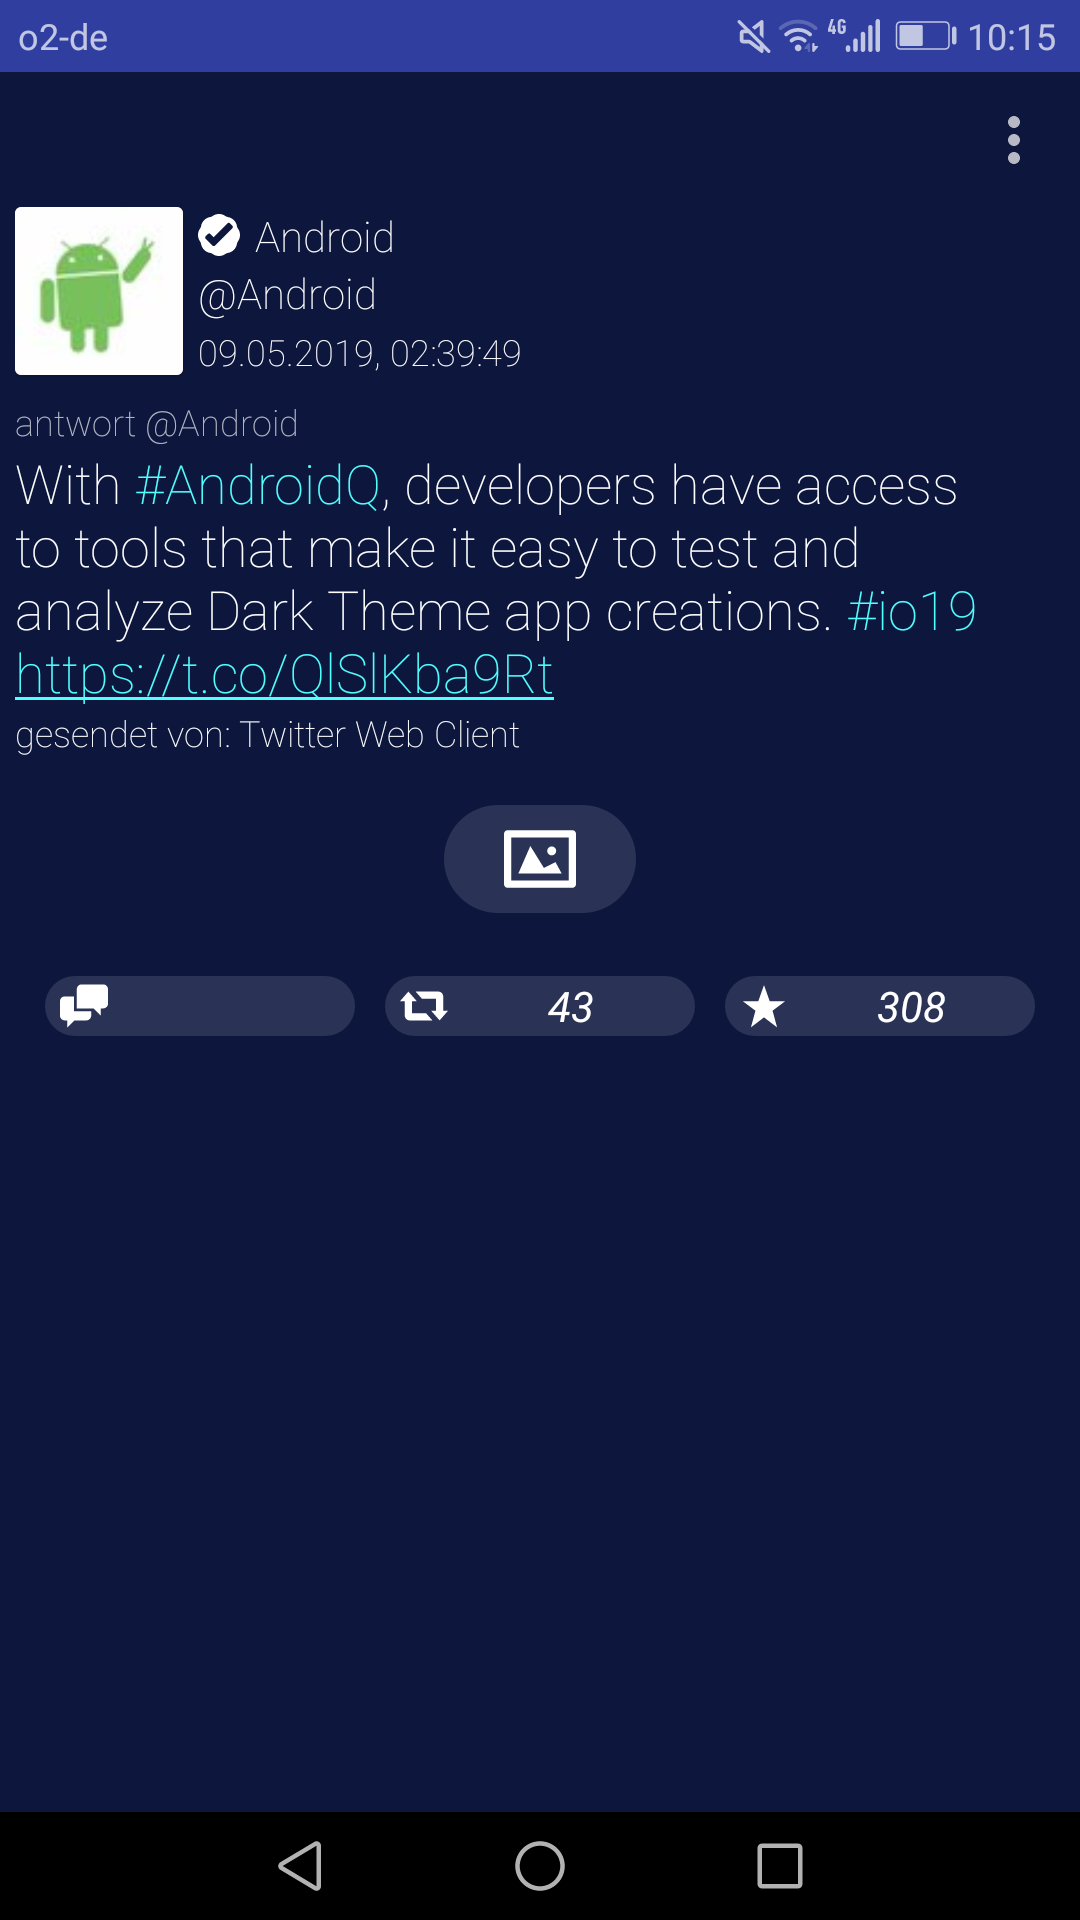 o2-de
4G 10:15
Android
@Android
09.05.2019, 02:39:49
antwort @Android
With #AndroidQ, developers have access
to tools that make it easy to test and
analyze Dark Theme app creations. #io19
https://t.co/QlSlKba9Rt
gesendet von: Twitter Web Client
43 308